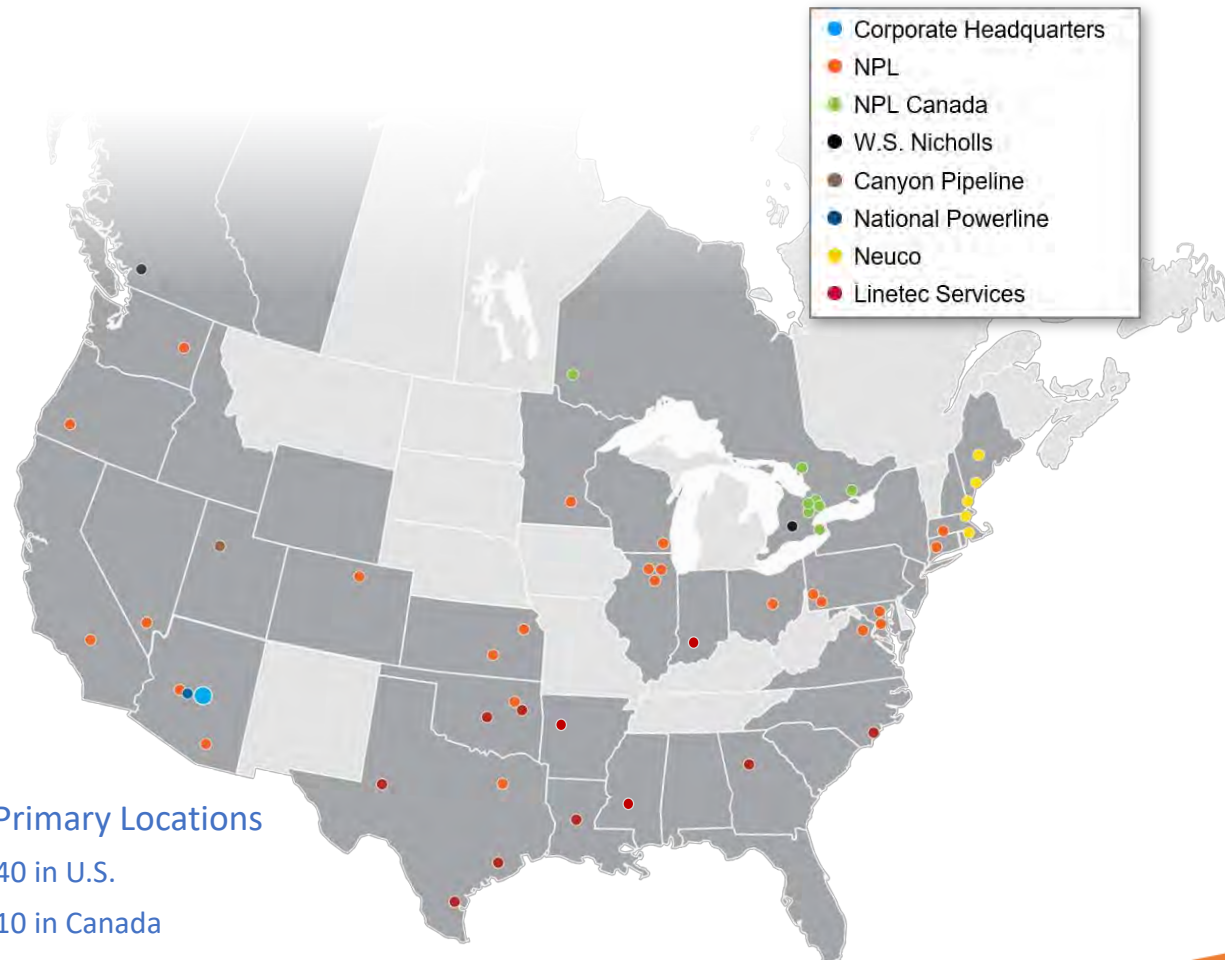 Corporate Headquarters
NPL
NPL Canada
W.S. Nicholls
Canyon Pipeline
National Powerline
Neuco
Linetec Services
Primary Locations
40 in U.S.
10 in Canada